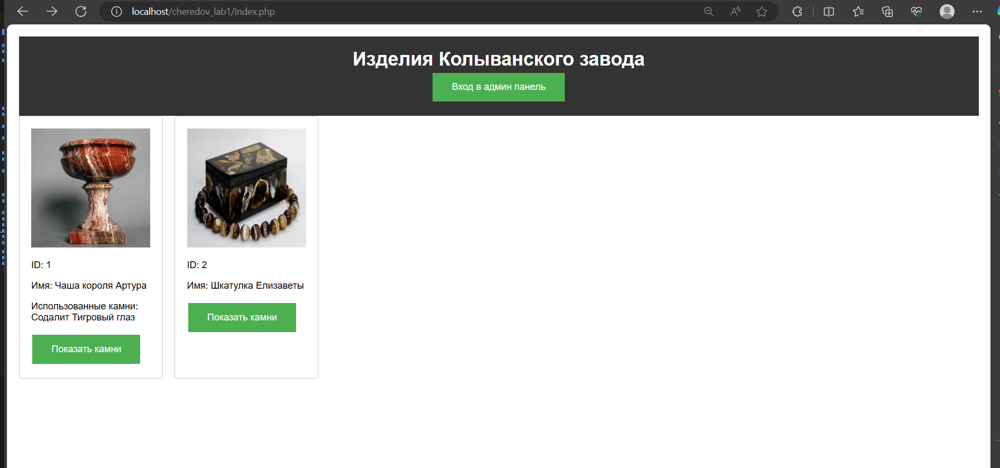 localhost/cheredov_lab1/index.php
Изделия Колыванского завода
Вход в админ панель
ID: 1
Имя: Чаша короля Артура
Использованные камни:
Содалит Тигровый глаз
Показать камни
ID: 2
Имя: Шкатулка Елизаветы
Показать камни